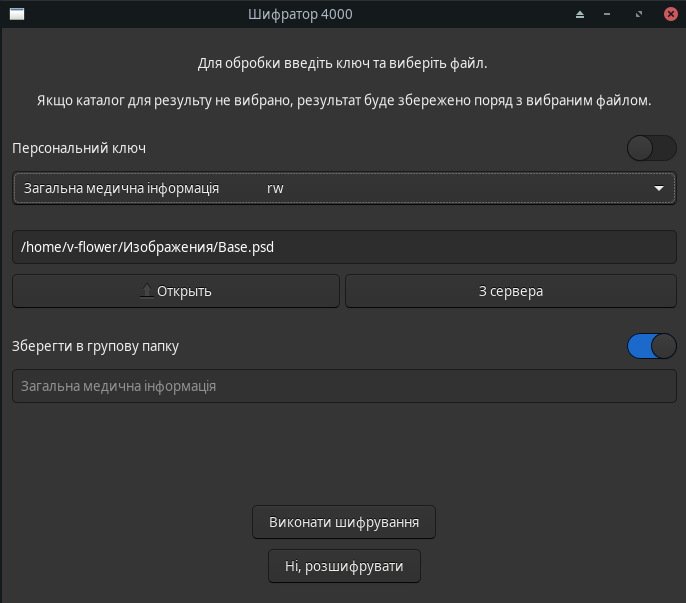 Шифратор 4000
Для обробки введіть ключ та виберіть файл.
Якщо каталог для результу не вибрано, результат буде збережено поряд з вибраним файлом.
Персональний ключ
Загальна медична інформація rw
/home/v-flower/Изображения/Base.psd
Открыть
З сервера
Зберегти в групову папку
Загальна медична інформація
Виконати шифрування
Ні, розшифрувати